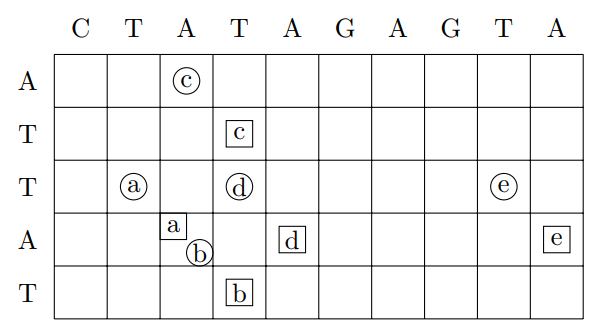 C T A T A G A G T A
A c
T c
T a d e
A a b d e
T b